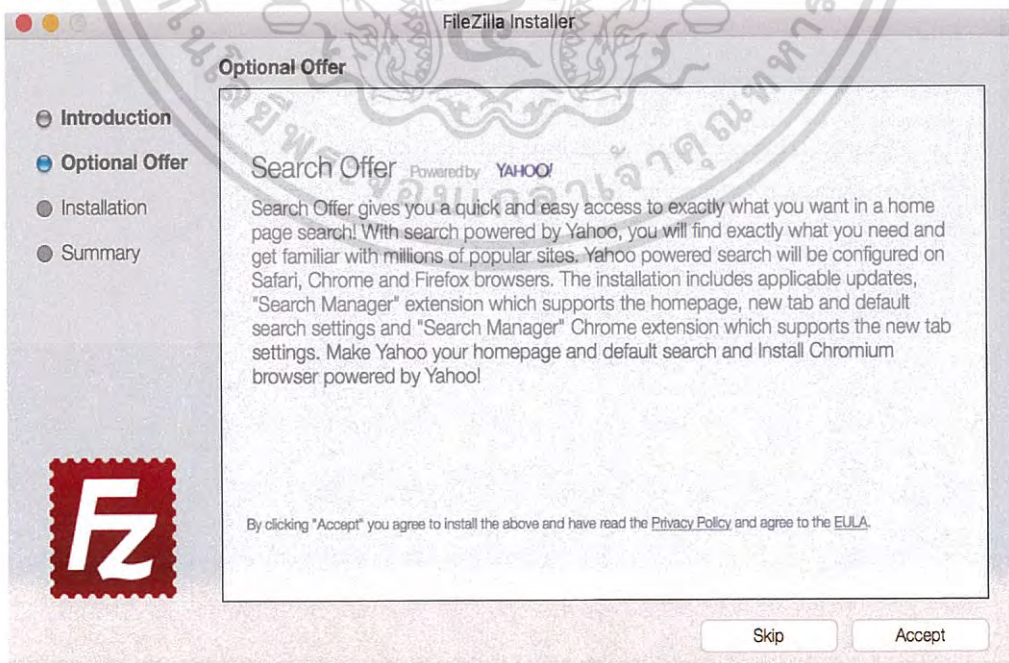 FileZilla Installer
Optional Offer
Introduction
Optional Offer
Installation
Summary
Search Offer Powered by YAHOO!
Search Offer gives you a quick and easy access to exactly what you want in a home
page search! With search powered by Yahoo, you will find exactly what you need and
get familiar with millions of popular sites. Yahoo powered search will be configured on
Safari, Chrome and Firefox browsers. The installation includes applicable updates,
"Search Manager" extension which supports the homepage, new tab and default
search settings and "Search Manager" Chrome extension which supports the new tab
settings. Make Yahoo your homepage and default search and Install Chromium
browser powered by Yahoo!
By clicking "Accept" you agree to install the above and have read the Privacy Policy and agree to the EULA.
Fz
Skip
Accept